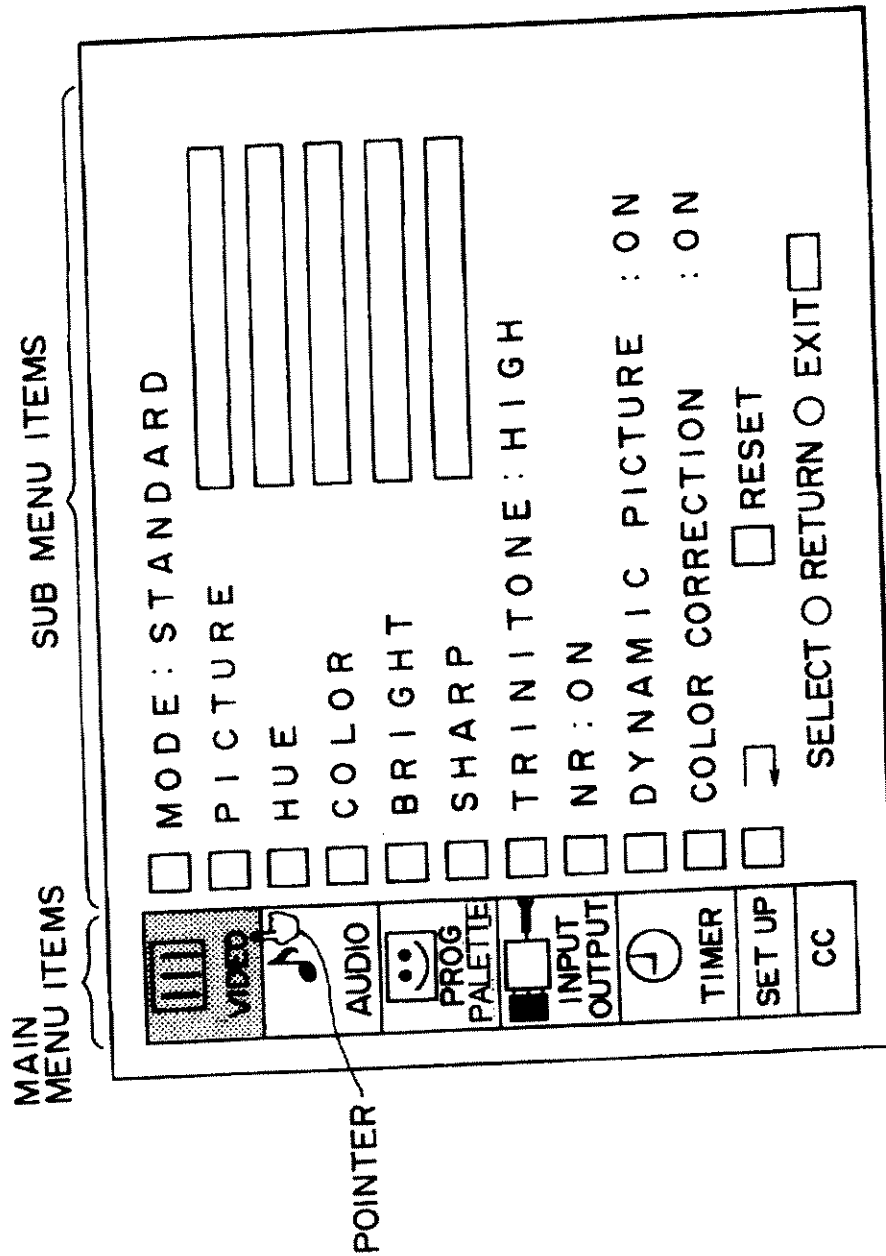 MAIN
MENU ITEMS
SUB MENU ITEMS
POINTER
VIDEO
AUDIO
PROG
PALETTE
INPUT
OUTPUT
TIMER
SET UP
CC
MODE:STANDARD
PICTURE
HUE
COLOR
BRIGHT
SHARP
TRINITONE:HIGH
NR:ON
DYNAMIC PICTURE :ON
COLOR CORRECTION :ON
RESET
SELECT RETURN EXIT